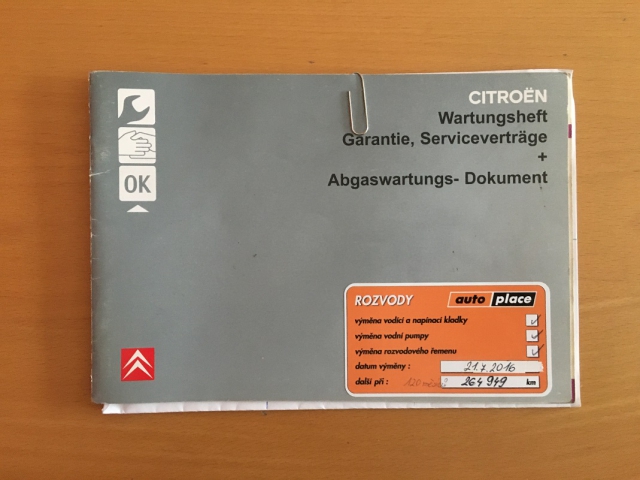 CITROËN
Wartungsheft
Garantie, Serviceverträge
+
Abgaswartungs- Dokument
OK
ROZVODY auto place
výměna vodicí a napínací kladky
výměna vodní pumpy
výměna rozvodového řemenu
datum výměny : 21.7.2016
další při : 264 949 km